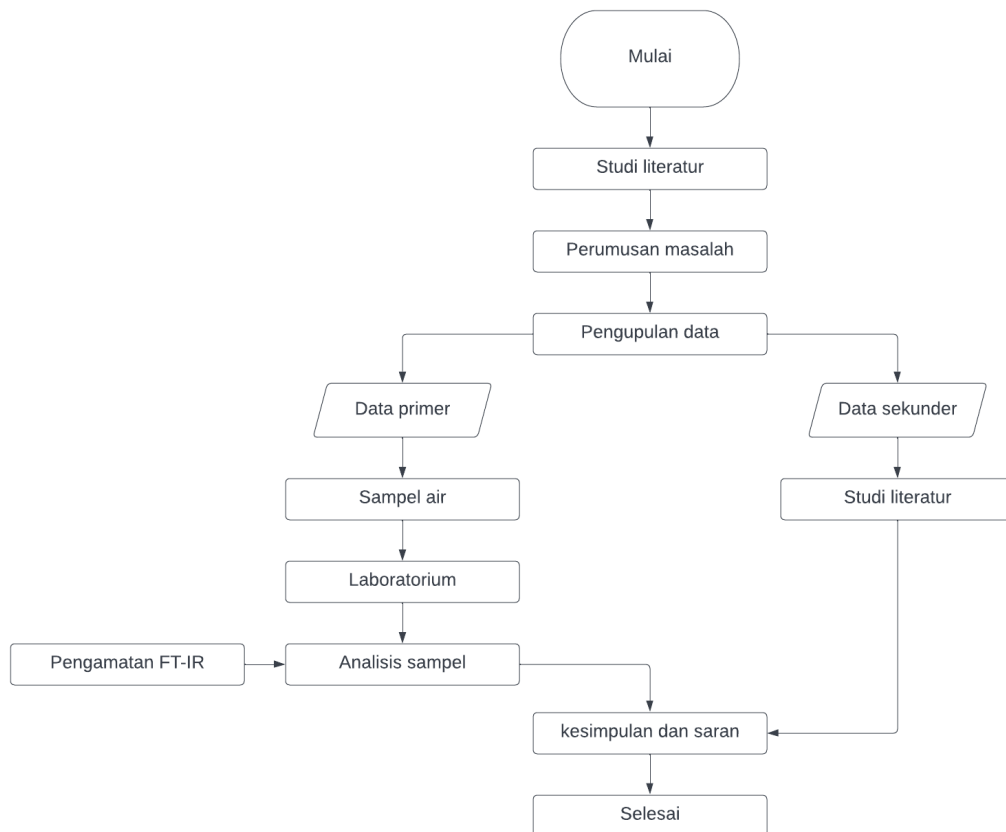 Mulai
Studi literatur
Perumusan masalah
Pengupulan data
Data primer
Data sekunder
Sampel air
Studi literatur
Laboratorium
Pengamatan FT-IR
Analisis sampel
kesimpulan dan saran
Selesai